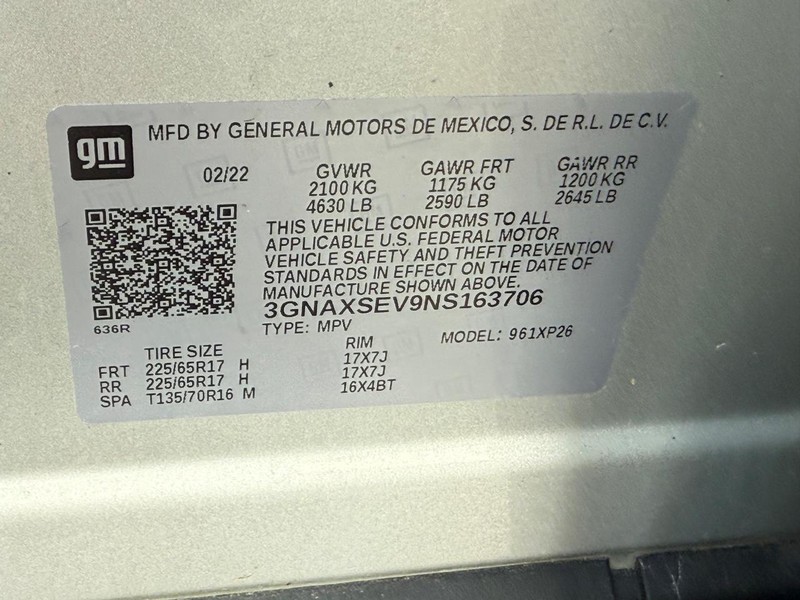 gm
MFD BY GENERAL MOTORS DE MEXICO, S. DE R.L. DE C.V.
02/22 GVWR GAWR FRT GAWR RR
2100 KG 1175 KG 1200 KG
4630 LB 2590 LB 2645 LB
THIS VEHICLE CONFORMS TO ALL
APPLICABLE U.S. FEDERAL MOTOR
VEHICLE SAFETY AND THEFT PREVENTION
STANDARDS IN EFFECT ON THE DATE OF
MANUFACTURE SHOWN ABOVE.
3GNAXSEV9NS163706
636R
TYPE: MPV MODEL: 961XP26
TIRE SIZE RIM
FRT 225/65R17 H 17X7J
RR 225/65R17 H 17X7J
SPA T135/70R16 M 16X4BT